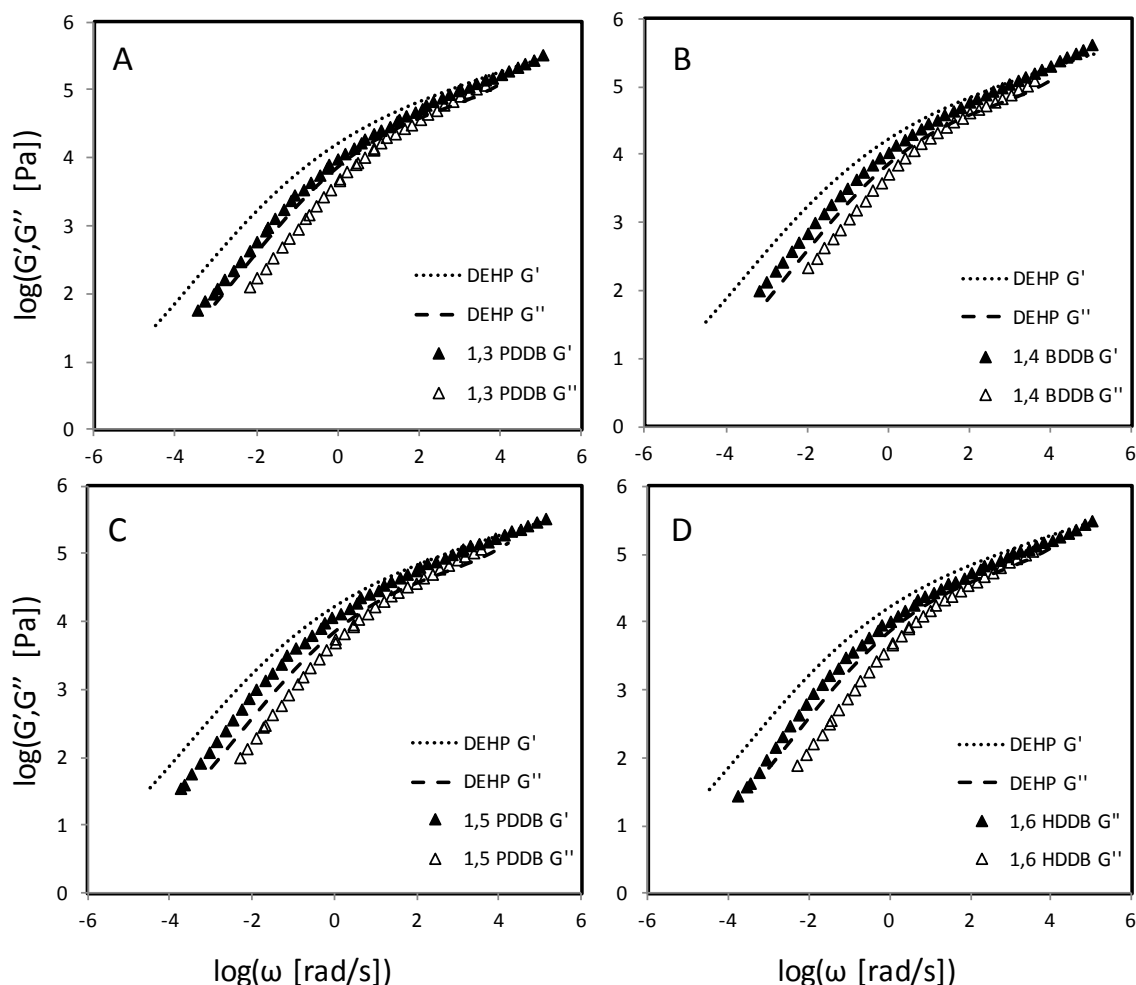 log(G',G'' [Pa])
A
6
5
4
3
2
1
0
-6 -4 -2 0 2 4 6
DEHP G'
DEHP G''
1,3 PDDB G'
1,3 PDDB G''
B
6
5
4
3
2
1
0
-6 -4 -2 0 2 4 6
DEHP G'
DEHP G''
1,4 BDDB G'
1,4 BDDB G''
log(G',G'' [Pa])
C
6
5
4
3
2
1
0
-6 -4 -2 0 2 4 6
DEHP G'
DEHP G''
1,5 PDDB G'
1,5 PDDB G''
log(ω [rad/s])
D
6
5
4
3
2
1
0
-6 -4 -2 0 2 4 6
DEHP G'
DEHP G''
1,6 HDDB G"
1,6 HDDB G''
log(ω [rad/s])